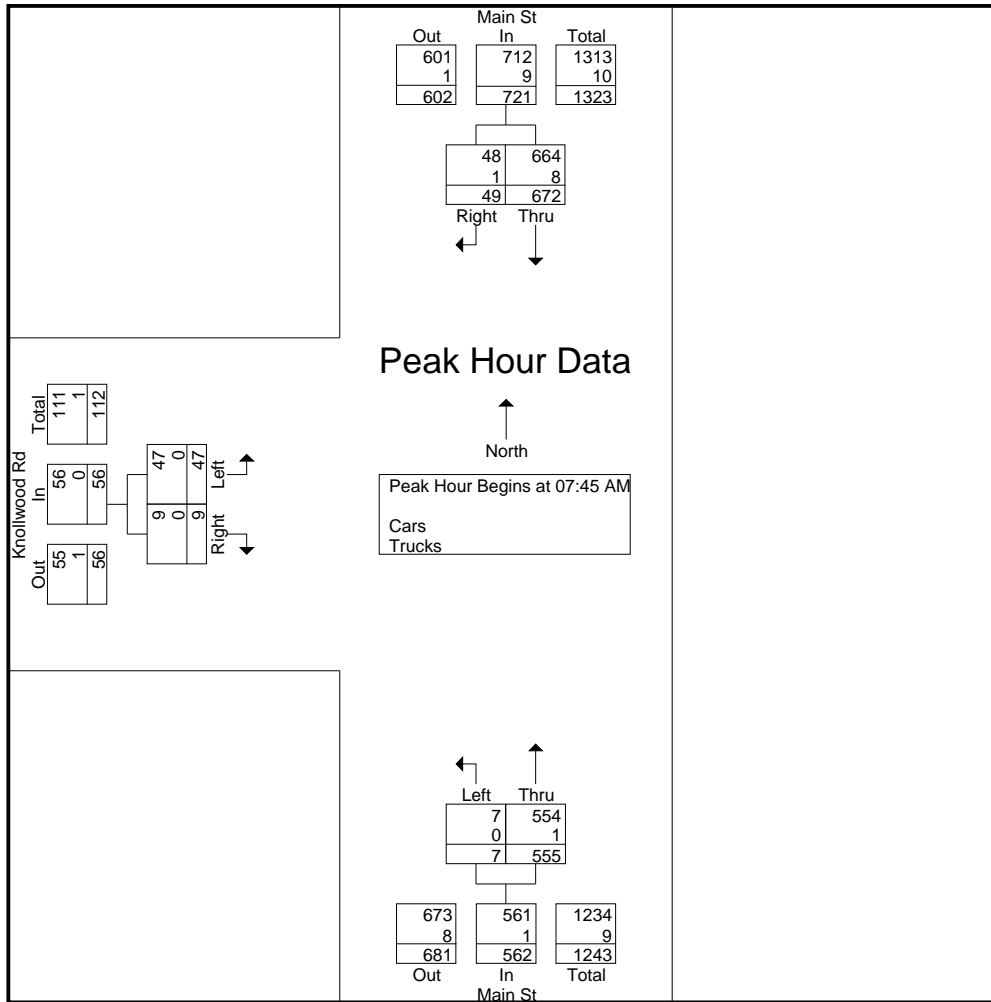 Main St
Out In Total
601 712 1313
1 9 10
602 721 1323
48 664
1 8
49 672
Right Thru
Peak Hour Data
North
Peak Hour Begins at 07:45 AM
Cars
Trucks
Knollwood Rd
Out In Total
55 56 111
1 0 1
56 56 112
9 47
0 0
9 47
Right Left
Left Thru
7 554
0 1
7 555
673 561 1234
8 1 9
681 562 1243
Out In Total
Main St